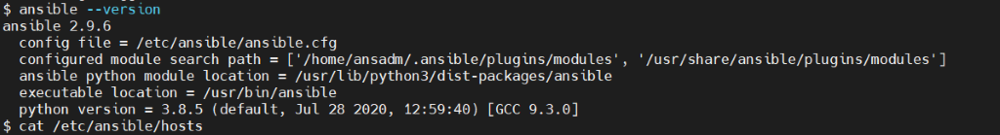 $ ansible --version
ansible 2.9.6
  config file = /etc/ansible/ansible.cfg
  configured module search path = ['/home/ansadm/.ansible/plugins/modules', '/usr/share/ansible/plugins/modules']
  ansible python module location = /usr/lib/python3/dist-packages/ansible
  executable location = /usr/bin/ansible
  python version = 3.8.5 (default, Jul 28 2020, 12:59:40) [GCC 9.3.0]
$ cat /etc/ansible/hosts